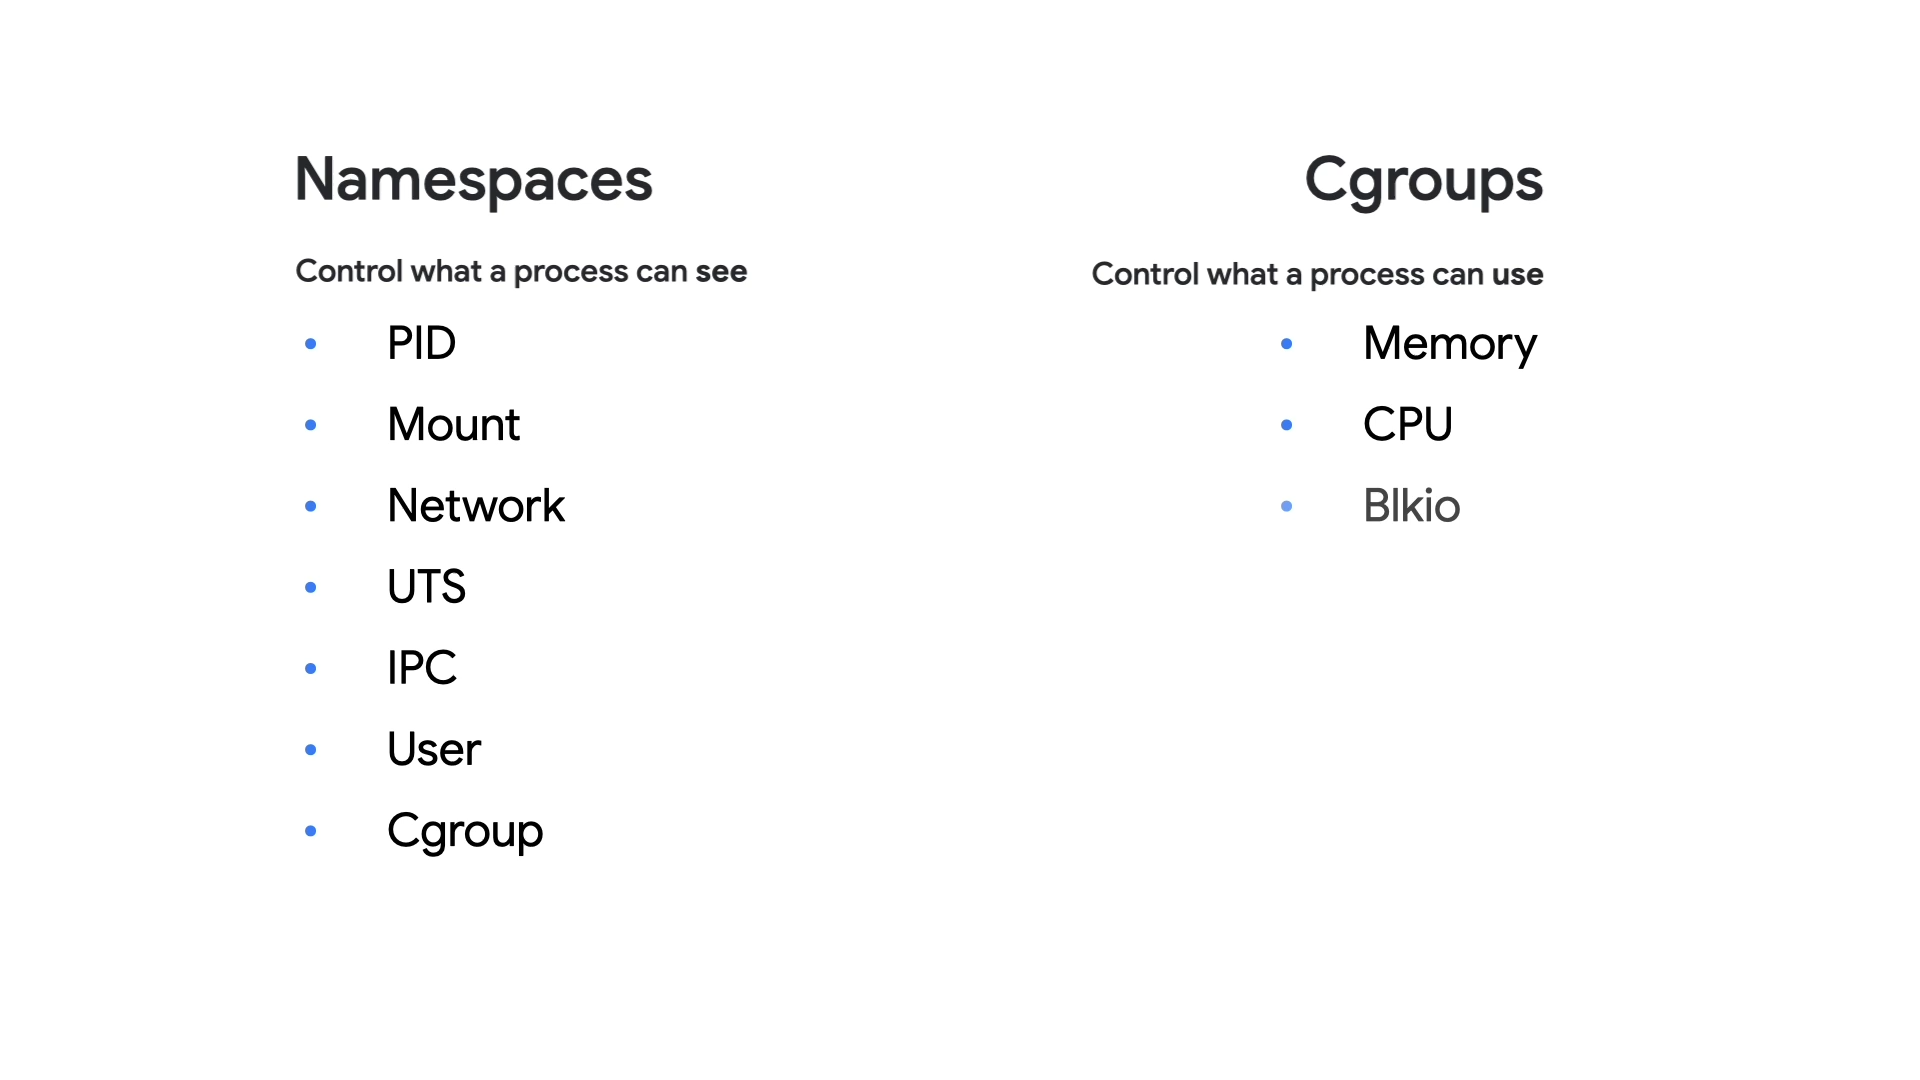 Namespaces
Control what a process can see
• PID
• Mount
• Network
• UTS
• IPC
• User
• Cgroup
Cgroups
Control what a process can use
• Memory
• CPU
• Blkio